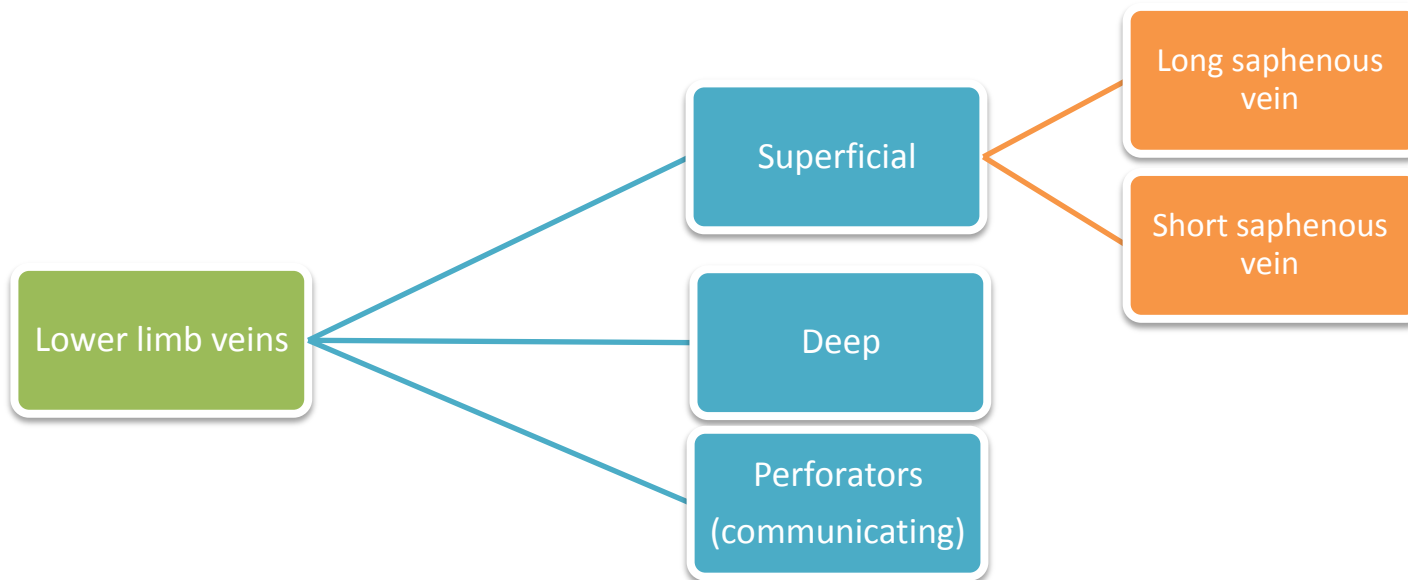 Lower limb veins
Superficial
Deep
Perforators
(communicating)
Long saphenous
vein
Short saphenous
vein